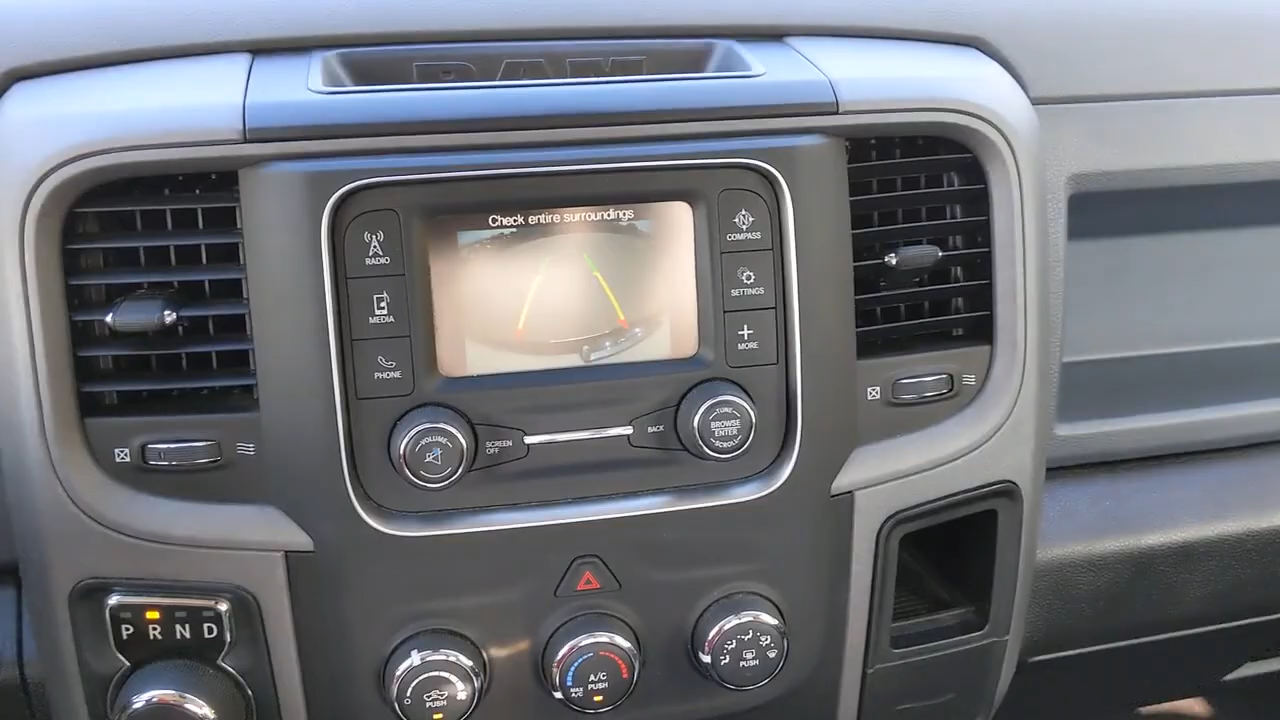 RAM
Check entire surroundings
RADIO
MEDIA
PHONE
N
COMPASS
SETTINGS
+
MORE
VOLUME
SCREEN
OFF
BACK
TUNE
BROWSE
ENTER
SCROLL
P R N D
O
PUSH
A/C
PUSH
MAX
A/C
PUSH